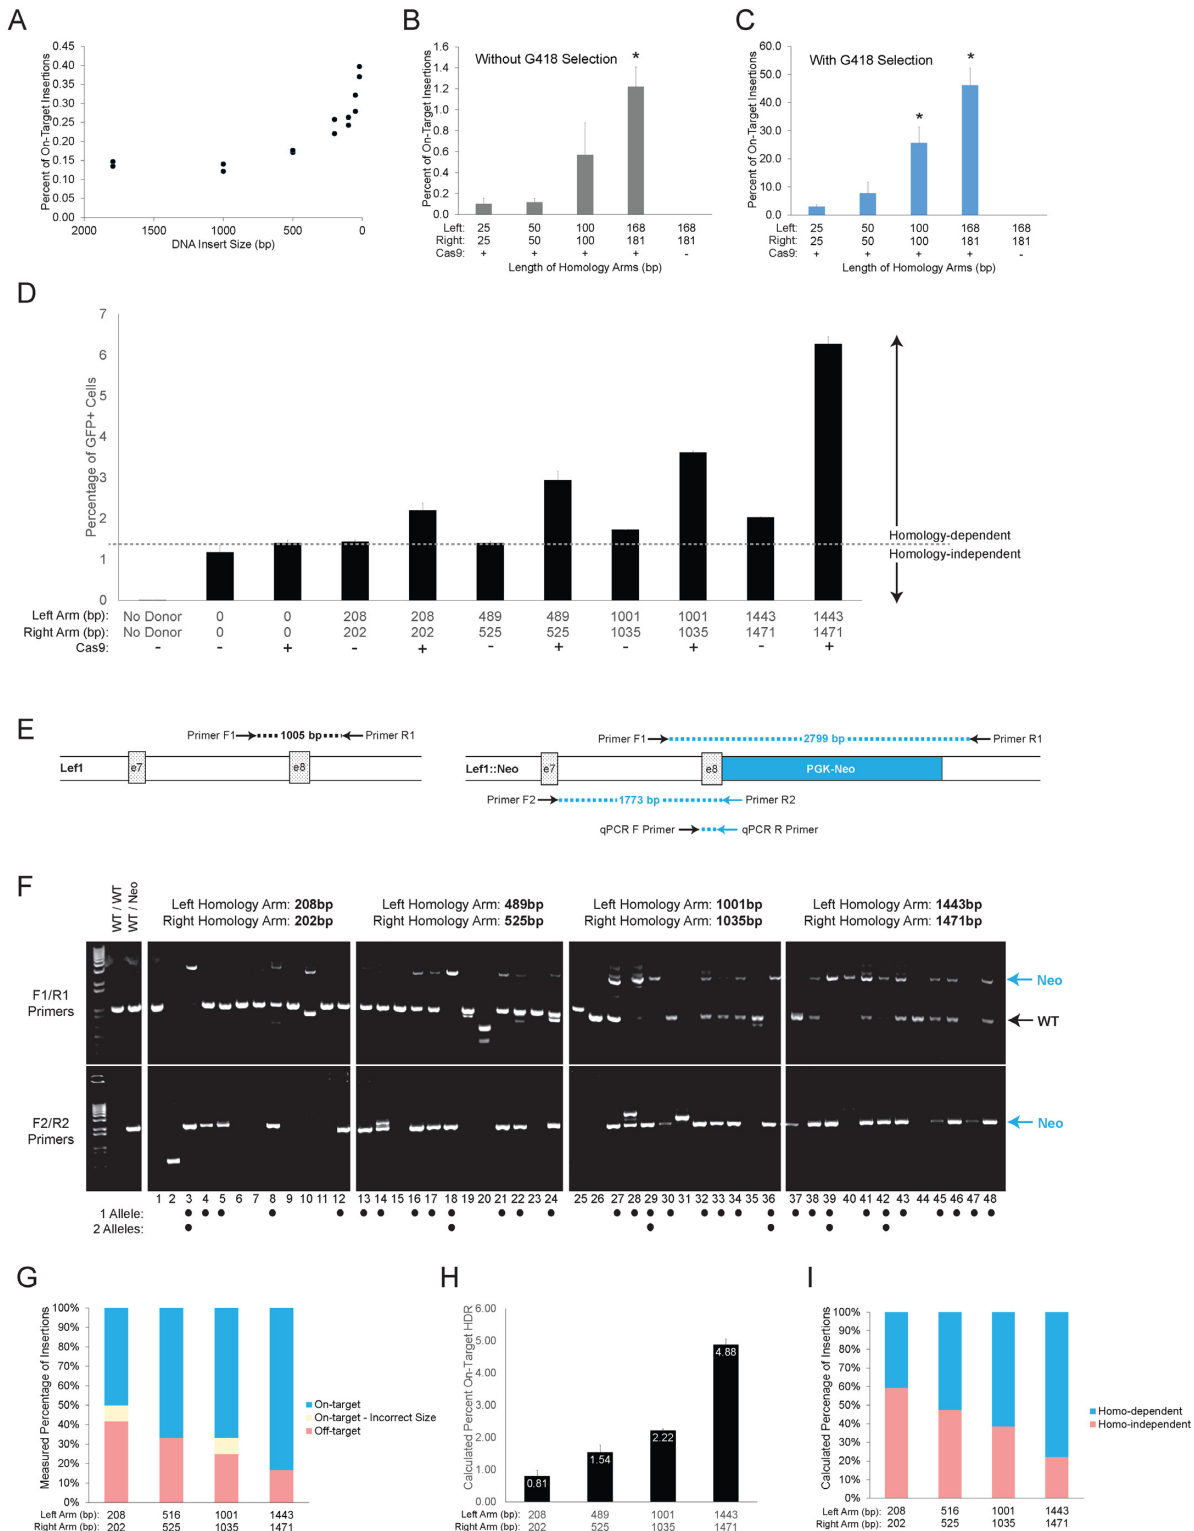 A
Percent of On-Target Insertions
0.45
0.40
0.35
0.30
0.25
0.20
0.15
0.10
0.05
0.00
2000
1500
1000
500
0
DNA Insert Size (bp)
B
Percent of On-Target Insertions
1.6
1.4
1.2
1.0
0.8
0.6
0.4
0.2
0.0
Without G418 Selection
*
Left: 25 50 100 168 168
Right: 25 50 100 181 181
Cas9: + + + + -
Length of Homology Arms (bp)
C
Percent of On-Target Insertions
60.0
50.0
40.0
30.0
20.0
10.0
0.0
With G418 Selection
* *
Left: 25 50 100 168 168
Right: 25 50 100 181 181
Cas9: + + + + -
Length of Homology Arms (bp)
D
Percentage of GFP+ Cells
7
6
5
4
3
2
1
0
Homology-dependent
Homology-independent
Left Arm (bp): No Donor 0 0 208 208 489 489 1001 1001 1443 1443
Right Arm (bp): No Donor 0 0 202 202 525 525 1035 1035 1471 1471
Cas9: - - + - + - + - + - +
E
Primer F1 1005 bp Primer R1
Lef1 e7 e8
Primer F1 2799 bp Primer R1
Lef1::Neo e7 e8 PGK-Neo
Primer F2 1773 bp Primer R2
qPCR F Primer qPCR R Primer
F
WT / WT
WT / Neo
Left Homology Arm: 208bp
Right Homology Arm: 202bp
Left Homology Arm: 489bp
Right Homology Arm: 525bp
Left Homology Arm: 1001bp
Right Homology Arm: 1035bp
Left Homology Arm: 1443bp
Right Homology Arm: 1471bp
F1/R1
Primers
Neo
WT
F2/R2
Primers
Neo
1 2 3 4 5 6 7 8 9 10 11 12 13 14 15 16 17 18 19 20 21 22 23 24 25 26 27 28 29 30 31 32 33 34 35 36 37 38 39 40 41 42 43 44 45 46 47 48
1 Allele:
2 Alleles:
G
Measured Percentage of Insertions
100%
90%
80%
70%
60%
50%
40%
30%
20%
10%
0%
On-target
On-target - Incorrect Size
Off-target
Left Arm (bp): 208 516 1001 1443
Right Arm (bp): 202 525 1035 1471
H
Calculated Percent On-Target HDR
6.00
5.00
4.00
3.00
2.00
1.00
0.00
0.81
1.54
2.22
4.88
Left Arm (bp): 208 489 1001 1443
Right Arm (bp): 202 525 1035 1471
I
Calculated Percentage of Insertions
100%
90%
80%
70%
60%
50%
40%
30%
20%
10%
0%
Homo-dependent
Homo-independent
Left Arm (bp): 208 516 1001 1443
Right Arm (bp): 202 525 1035 1471